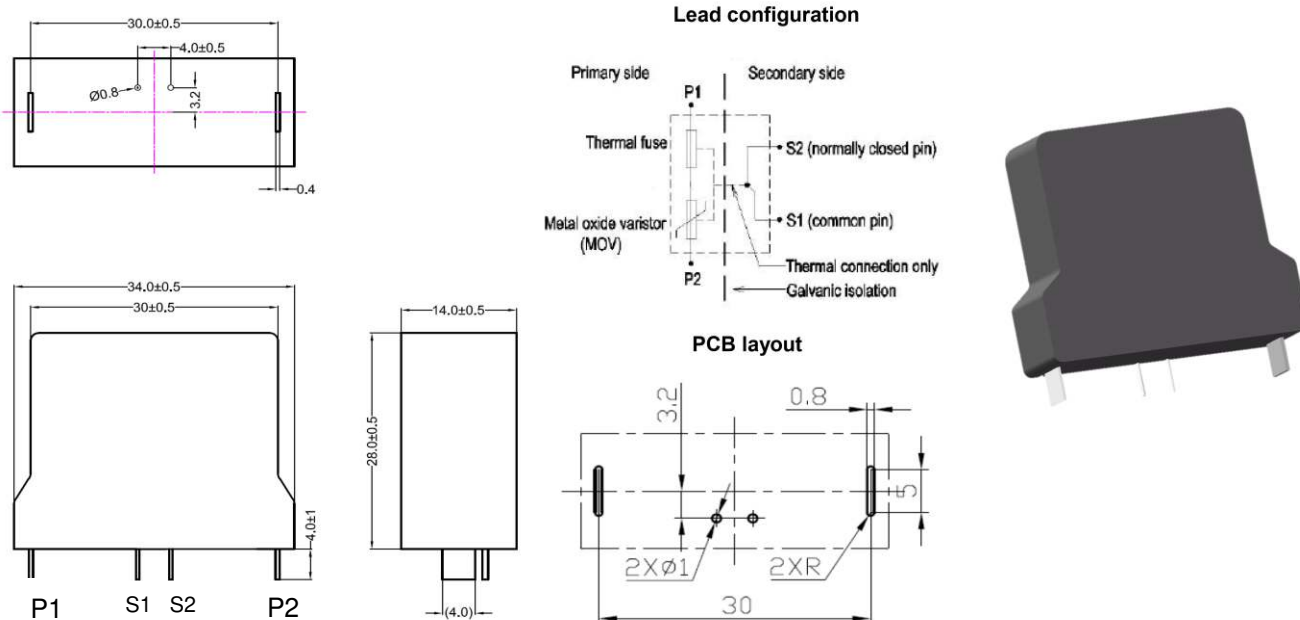 30.0±0.5
4.0±0.5
Ø0.8
3.2
0.4
34.0±0.5
30±0.5
4.0±1
P1
S1
S2
P2
14.0±0.5
28.0±0.5
(4.0)
Lead configuration
Primary side
Secondary side
P1
Thermal fuse
S2 (normally closed pin)
Metal oxide varistor
(MOV)
S1 (common pin)
P2
Thermal connection only
Galvanic isolation
PCB layout
3.2
0.8
5
2XØ1
2XR
30